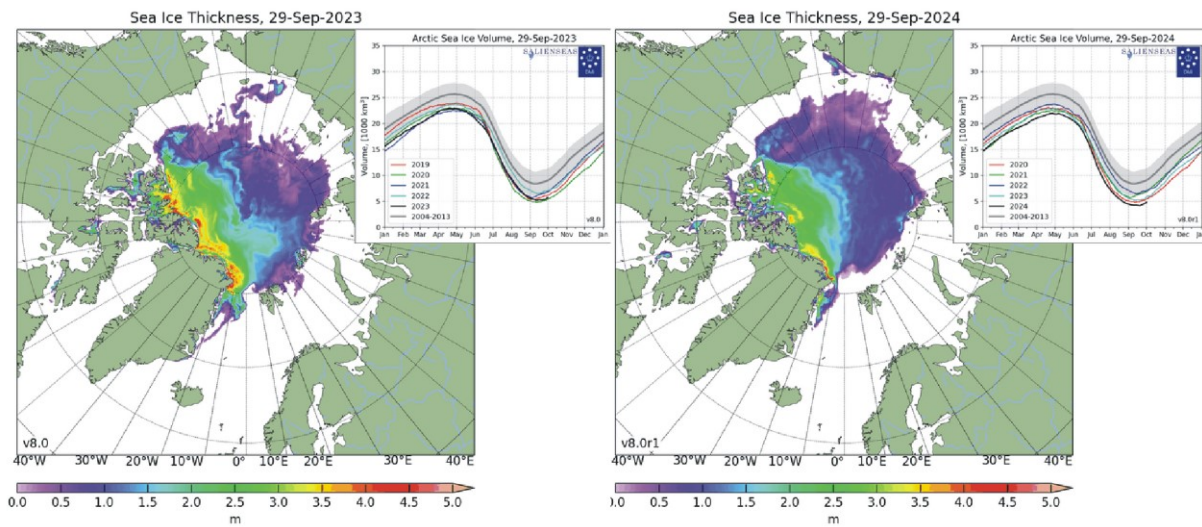 Sea Ice Thickness, 29-Sep-2023
Arctic Sea Ice Volume, 29-Sep-2023
SALIENSEAS
Volume, [1000 km³]
35
30
25
20
15
10
5
0
2019
2020
2021
2022
2023
2004-2013
v8.0
Jan Feb Mar Apr May Jun Jul Aug Sep Oct Nov Dec Jan
v8.0
40°W 30°W 20°W 10°W 0° 10°E 20°E 30°E 40°E
0.0 0.5 1.0 1.5 2.0 2.5 3.0 3.5 4.0 4.5 5.0
m
Sea Ice Thickness, 29-Sep-2024
Arctic Sea Ice Volume, 29-Sep-2024
SALIENSEAS
Volume, [1000 km³]
35
30
25
20
15
10
5
0
2020
2021
2022
2023
2024
2004-2013
v8.0r1
Jan Feb Mar Apr May Jun Jul Aug Sep Oct Nov Dec Jan
v8.0r1
40°W 30°W 20°W 10°W 0° 10°E 20°E 30°E 40°E
0.0 0.5 1.0 1.5 2.0 2.5 3.0 3.5 4.0 4.5 5.0
m